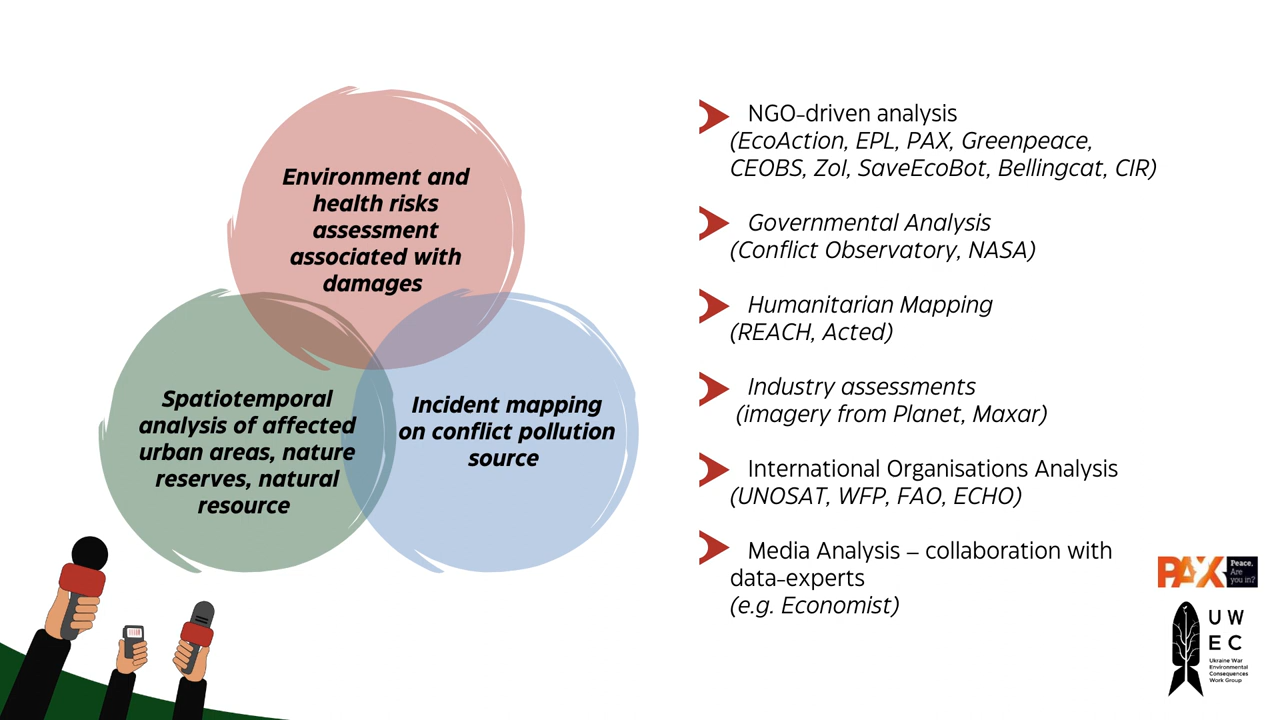 Environment and
health risks
assessment
associated with
damages
Spatiotemporal
analysis of affected
urban areas, nature
reserves, natural
resource
Incident mapping
on conflict pollution
source
NGO-driven analysis
(EcoAction, EPL, PAX, Greenpeace,
CEOBS, ZoI, SaveEcoBot, Bellingcat, CIR)
Governmental Analysis
(Conflict Observatory, NASA)
Humanitarian Mapping
(REACH, Acted)
Industry assessments
(imagery from Planet, Maxar)
International Organisations Analysis
(UNOSAT, WFP, FAO, ECHO)
Media Analysis – collaboration with
data-experts
(e.g. Economist)
PAX
Peace.
Are
you in?
U W
E C
Ukraine War
Environmental
Consequences
Work Group